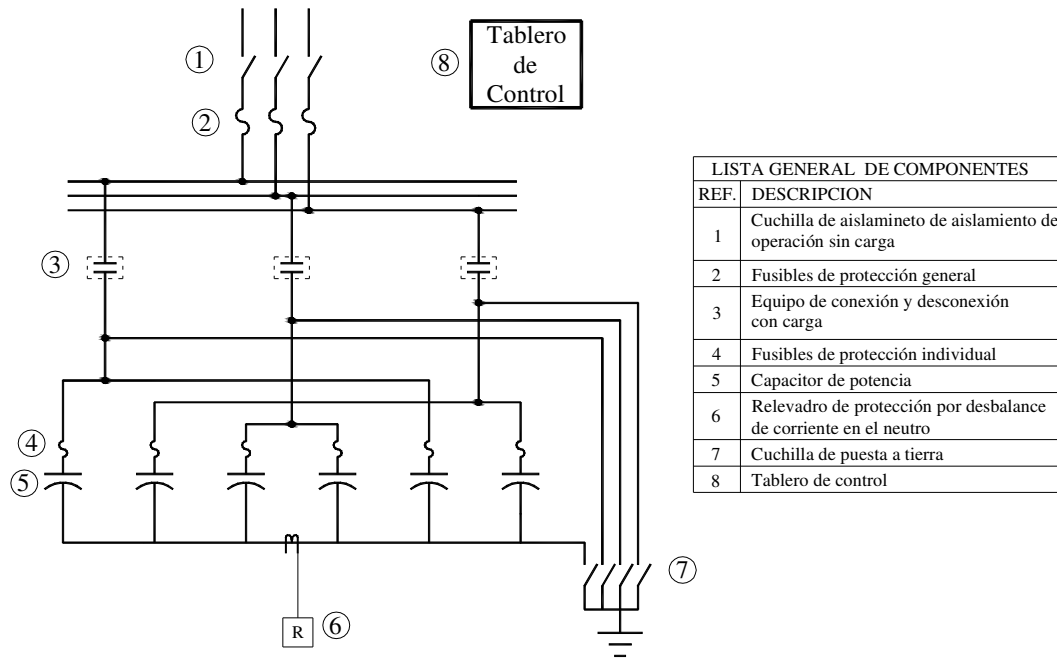 ①
Tablero
de
Control
⑧
②
③
④
⑤
⑥
R
⑦
LISTA GENERAL DE COMPONENTES
REF. DESCRIPCION
1 Cuchilla de aislamineto de aislamiento de
operación sin carga
2 Fusibles de protección general
3 Equipo de conexión y desconexión
con carga
4 Fusibles de protección individual
5 Capacitor de potencia
6 Relevadro de protección por desbalance
de corriente en el neutro
7 Cuchilla de puesta a tierra
8 Tablero de control